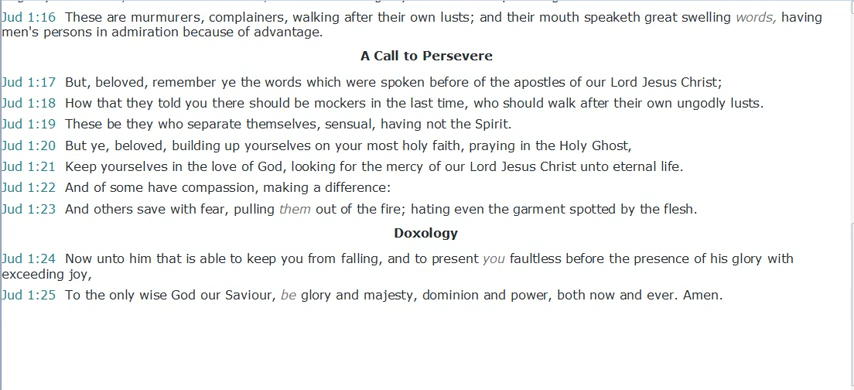 Jud 1:16 These are murmurers, complainers, walking after their own lusts; and their mouth speaketh great swelling words, having
men's persons in admiration because of advantage.
A Call to Persevere
Jud 1:17 But, beloved, remember ye the words which were spoken before of the apostles of our Lord Jesus Christ;
Jud 1:18 How that they told you there should be mockers in the last time, who should walk after their own ungodly lusts.
Jud 1:19 These be they who separate themselves, sensual, having not the Spirit.
Jud 1:20 But ye, beloved, building up yourselves on your most holy faith, praying in the Holy Ghost,
Jud 1:21 Keep yourselves in the love of God, looking for the mercy of our Lord Jesus Christ unto eternal life.
Jud 1:22 And of some have compassion, making a difference:
Jud 1:23 And others save with fear, pulling them out of the fire; hating even the garment spotted by the flesh.
Doxology
Jud 1:24 Now unto him that is able to keep you from falling, and to present you faultless before the presence of his glory with
exceeding joy,
Jud 1:25 To the only wise God our Saviour, be glory and majesty, dominion and power, both now and ever. Amen.